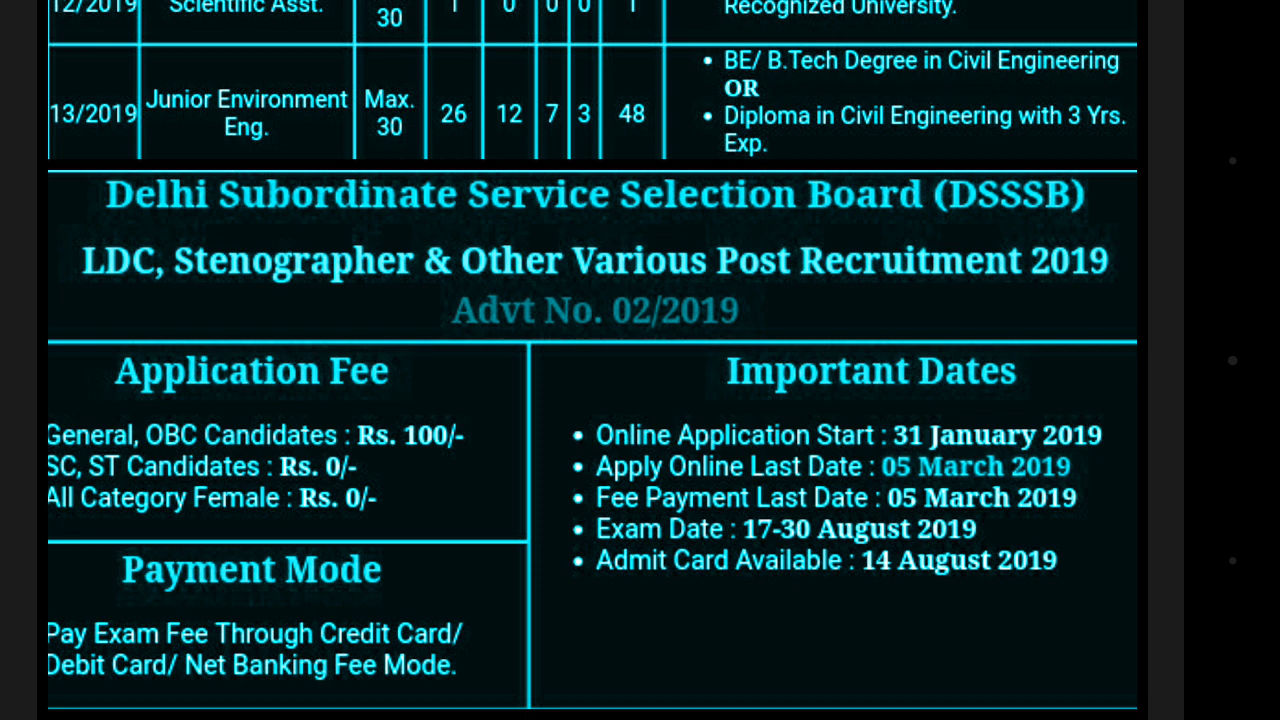 12/2019 Scientific Asst. 30 1 0 0 0 1 Recognized University.
13/2019 Junior Environment Eng. Max. 30 26 12 7 3 48 • BE/ B.Tech Degree in Civil Engineering
OR
• Diploma in Civil Engineering with 3 Yrs.
Exp.
Delhi Subordinate Service Selection Board (DSSSB)
LDC, Stenographer & Other Various Post Recruitment 2019
Advt No. 02/2019
Application Fee
General, OBC Candidates : Rs. 100/-
SC, ST Candidates : Rs. 0/-
All Category Female : Rs. 0/-
Payment Mode
Pay Exam Fee Through Credit Card/
Debit Card/ Net Banking Fee Mode.
Important Dates
• Online Application Start : 31 January 2019
• Apply Online Last Date : 05 March 2019
• Fee Payment Last Date : 05 March 2019
• Exam Date : 17-30 August 2019
• Admit Card Available : 14 August 2019